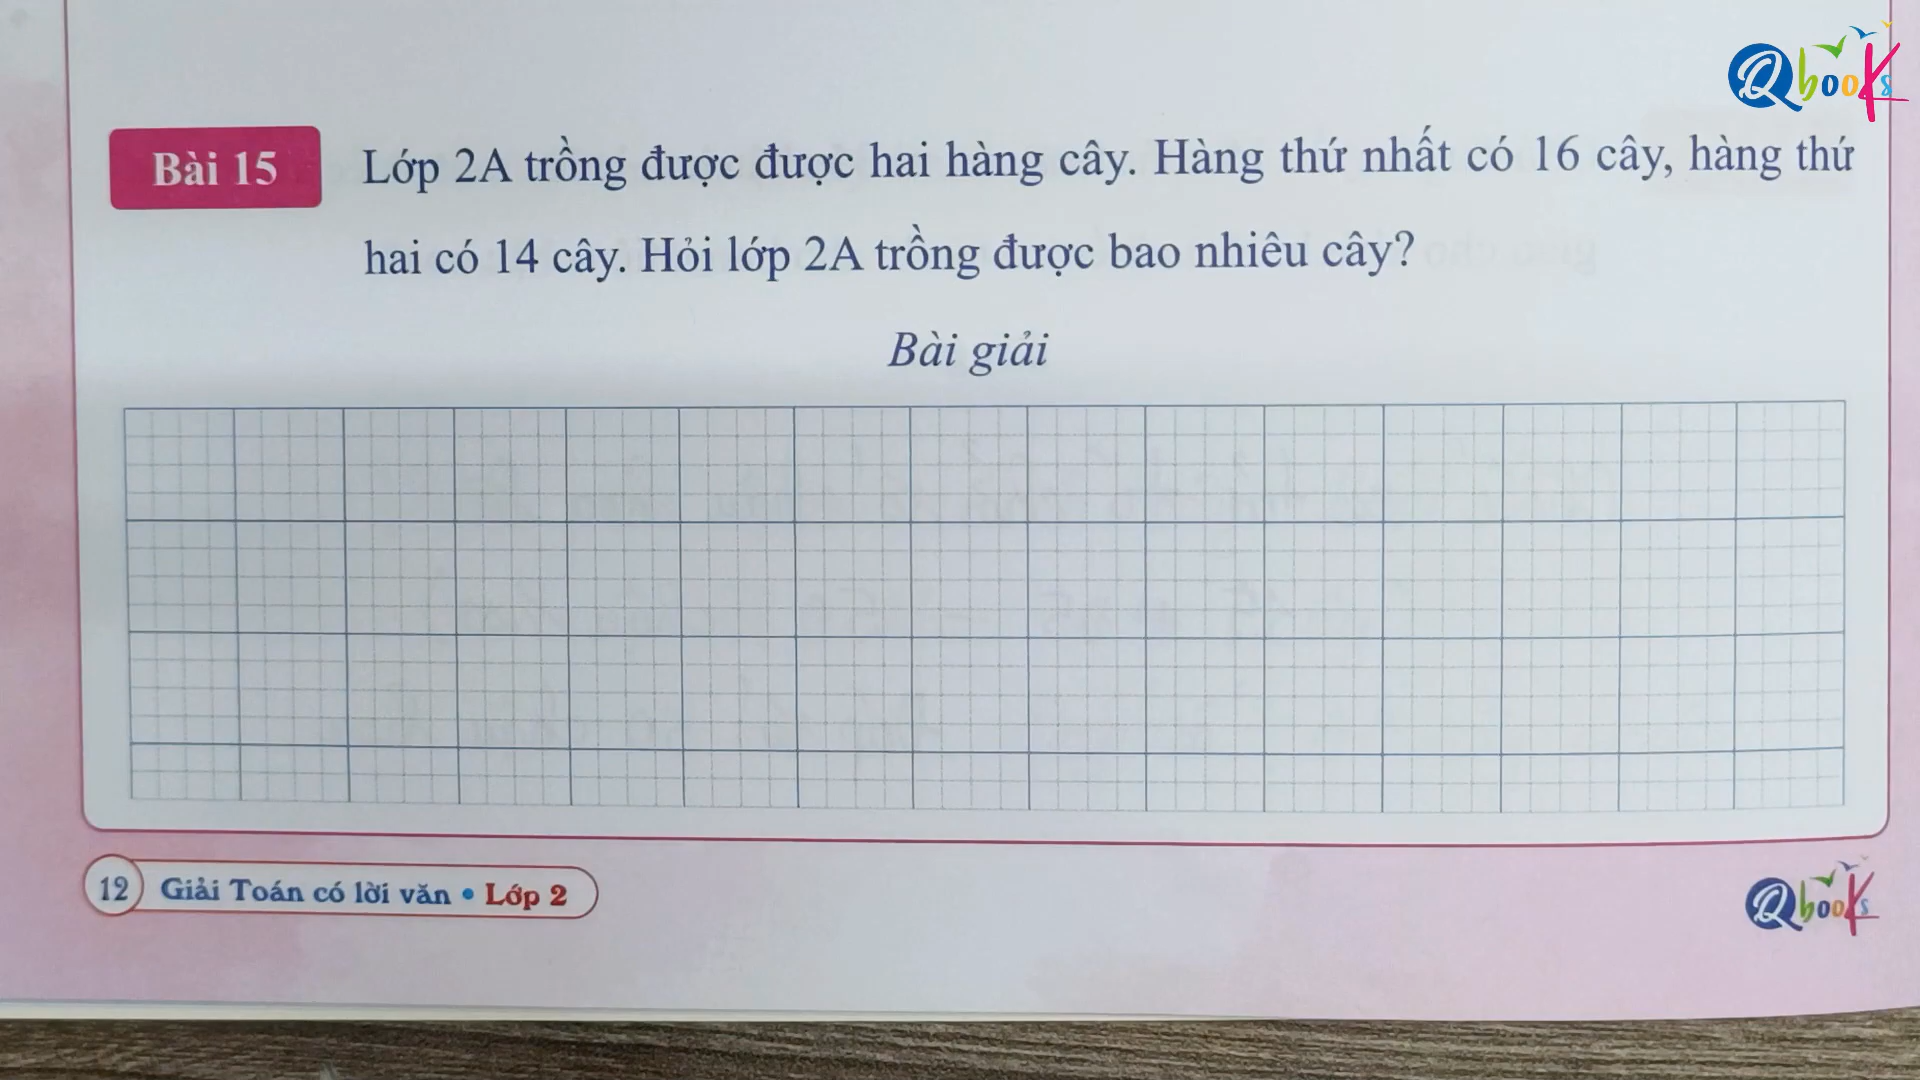 Qbooks
Bài 15 Lớp 2A trồng được được hai hàng cây. Hàng thứ nhất có 16 cây, hàng thứ
hai có 14 cây. Hỏi lớp 2A trồng được bao nhiêu cây?
Bài giải
12 Giải Toán có lời văn • Lớp 2
Qbooks